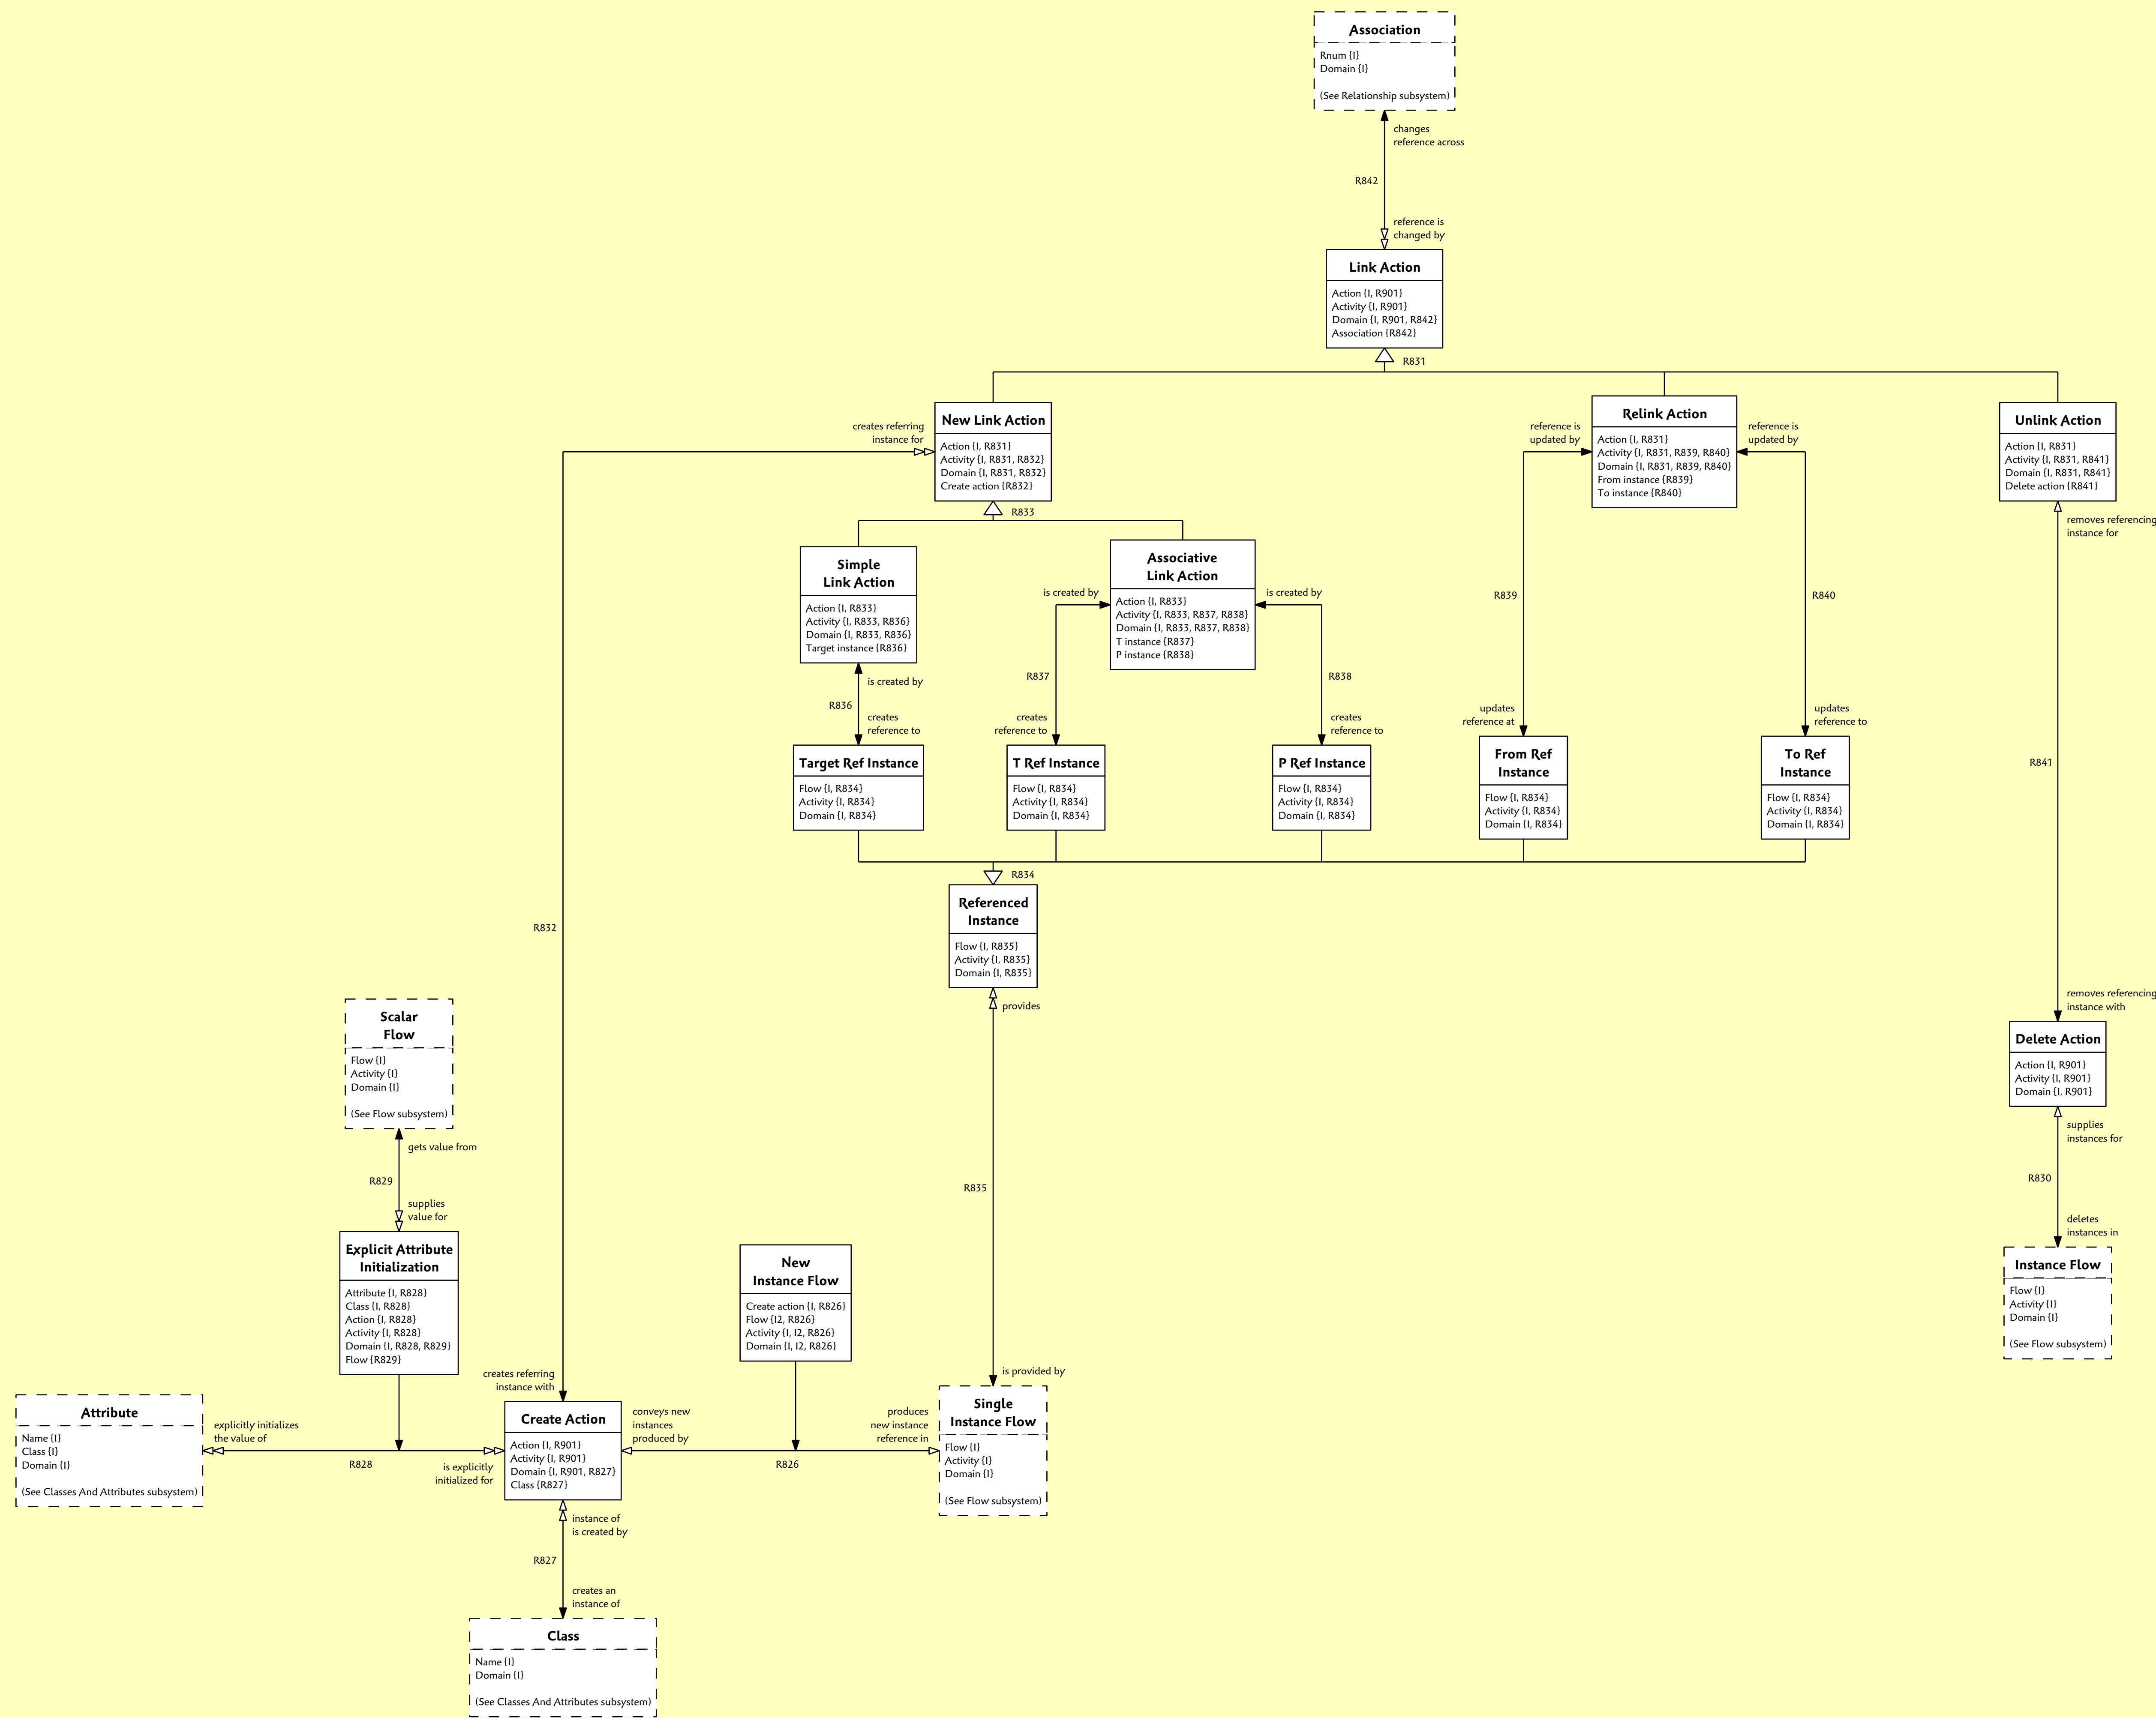 Association
Rnum {I}
Domain {I}
(See Relationship subsystem)
changes
reference across
R842
reference is
changed by
Link Action
Action {I, R901}
Activity {I, R901}
Domain {I, R901, R842}
Association {R842}
R831
New Link Action
Action {I, R831}
Activity {I, R831, R832}
Domain {I, R831, R832}
Create action {R832}
creates referring
instance for
Relink Action
Action {I, R831}
Activity {I, R831, R839, R840}
Domain {I, R831, R839, R840}
From instance {R839}
To instance {R840}
reference is
updated by
reference is
updated by
Unlink Action
Action {I, R831}
Activity {I, R831, R841}
Domain {I, R831, R841}
Delete action {R841}
removes referencing
instance for
R833
Simple
Link Action
Action {I, R833}
Activity {I, R833, R836}
Domain {I, R833, R836}
Target instance {R836}
Associative
Link Action
Action {I, R833}
Activity {I, R833, R837, R838}
Domain {I, R833, R837, R838}
T instance {R837}
P instance {R838}
is created by
is created by
R839
R840
is created by
R836
creates
reference to
R837
creates
reference to
R838
creates
reference to
updates
reference at
updates
reference to
Target Ref Instance
Flow {I, R834}
Activity {I, R834}
Domain {I, R834}
T Ref Instance
Flow {I, R834}
Activity {I, R834}
Domain {I, R834}
P Ref Instance
Flow {I, R834}
Activity {I, R834}
Domain {I, R834}
From Ref
Instance
Flow {I, R834}
Activity {I, R834}
Domain {I, R834}
To Ref
Instance
Flow {I, R834}
Activity {I, R834}
Domain {I, R834}
R841
R834
Referenced
Instance
Flow {I, R835}
Activity {I, R835}
Domain {I, R835}
provides
R832
R835
is provided by
removes referencing
instance with
Delete Action
Action {I, R901}
Activity {I, R901}
Domain {I, R901}
supplies
instances for
R830
deletes
instances in
Instance Flow
Flow {I}
Activity {I}
Domain {I}
(See Flow subsystem)
Scalar
Flow
Flow {I}
Activity {I}
Domain {I}
(See Flow subsystem)
gets value from
R829
supplies
value for
Explicit Attribute
Initialization
Attribute {I, R828}
Class {I, R828}
Action {I, R828}
Activity {I, R828}
Domain {I, R828, R829}
Flow {R829}
New
Instance Flow
Create action {I, R826}
Flow {I2, R826}
Activity {I, I2, R826}
Domain {I, I2, R826}
creates referring
instance with
Attribute
Name {I}
Class {I}
Domain {I}
(See Classes And Attributes subsystem)
explicitly initializes
the value of
R828
is explicitly
initialized for
Create Action
Action {I, R901}
Activity {I, R901}
Domain {I, R901, R827}
Class {R827}
conveys new
instances
produced by
R826
produces
new instance
reference in
Single
Instance Flow
Flow {I}
Activity {I}
Domain {I}
(See Flow subsystem)
instance of
is created by
R827
creates an
instance of
Class
Name {I}
Domain {I}
(See Classes And Attributes subsystem)